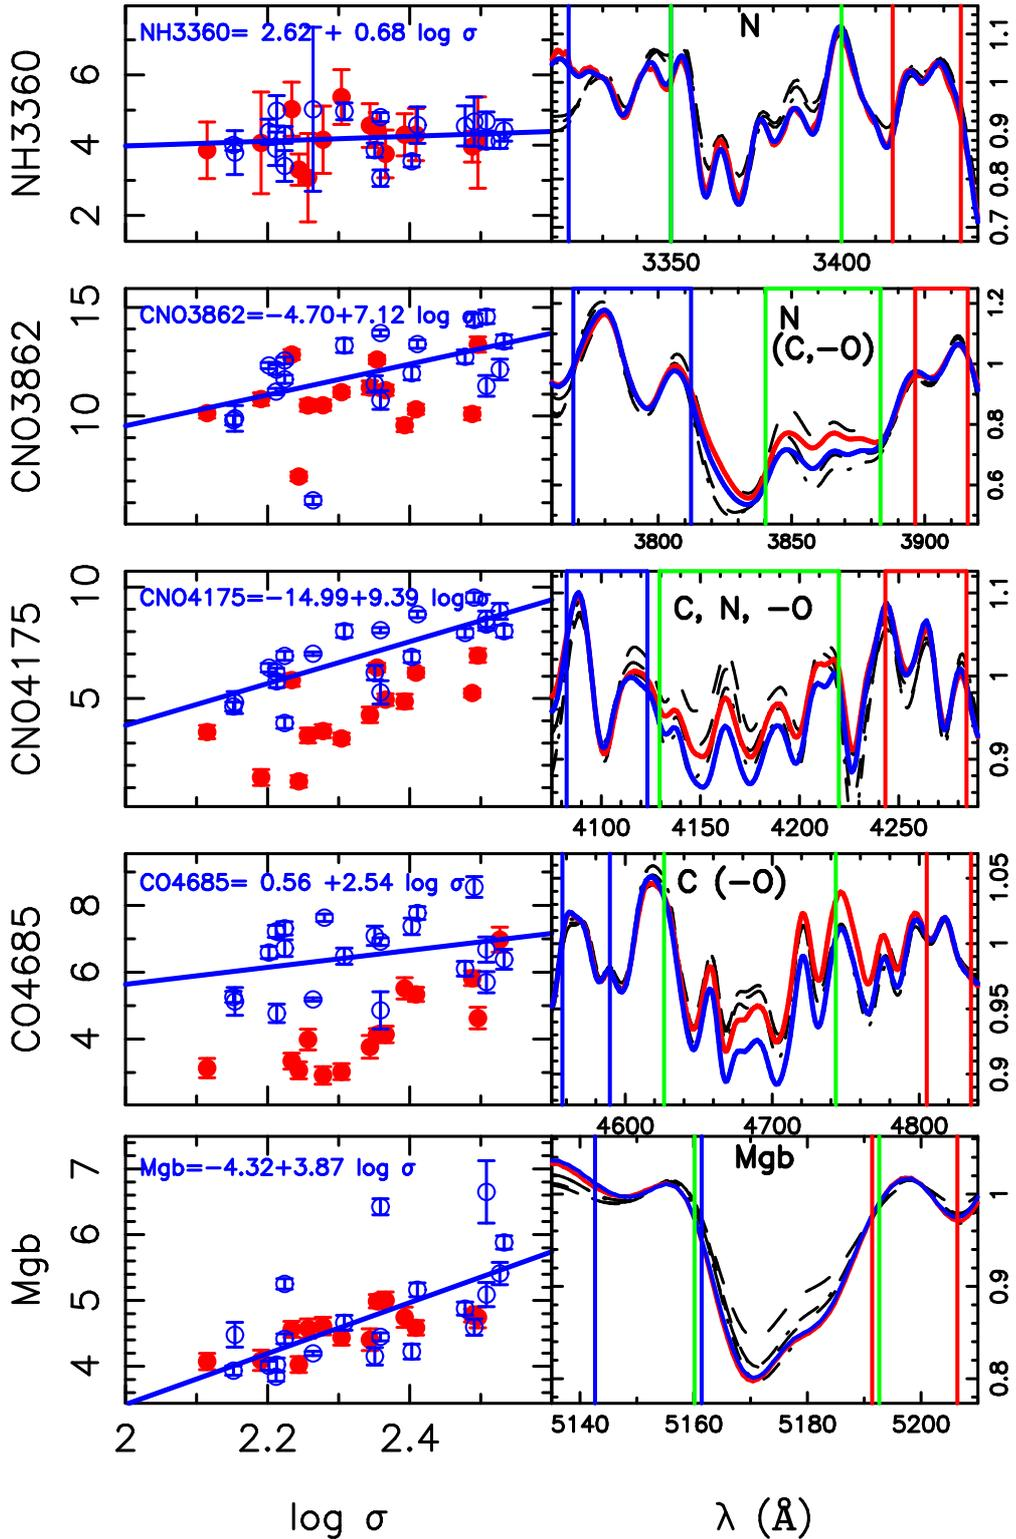 NH3360= 2.62 + 0.68 log σ
N
NH3360
6
4
2
1.1
1
0.9
0.8
0.7
3350
3400
CNO3862=−4.70+7.12 log σ
N
(C,−O)
CNO3862
15
10
1.2
1
0.8
0.6
3800
3850
3900
CNO4175=−14.99+9.39 log σ
C, N, −O
CNO4175
10
5
1.1
1
0.9
4100
4150
4200
4250
CO4685= 0.56 +2.54 log σ
C (−O)
CO4685
8
6
4
1.05
1
0.95
0.9
4600
4700
4800
Mgb=−4.32+3.87 log σ
Mgb
Mgb
7
6
5
4
1
0.9
0.8
2
2.2
2.4
5140
5160
5180
5200
log σ
λ (Å)